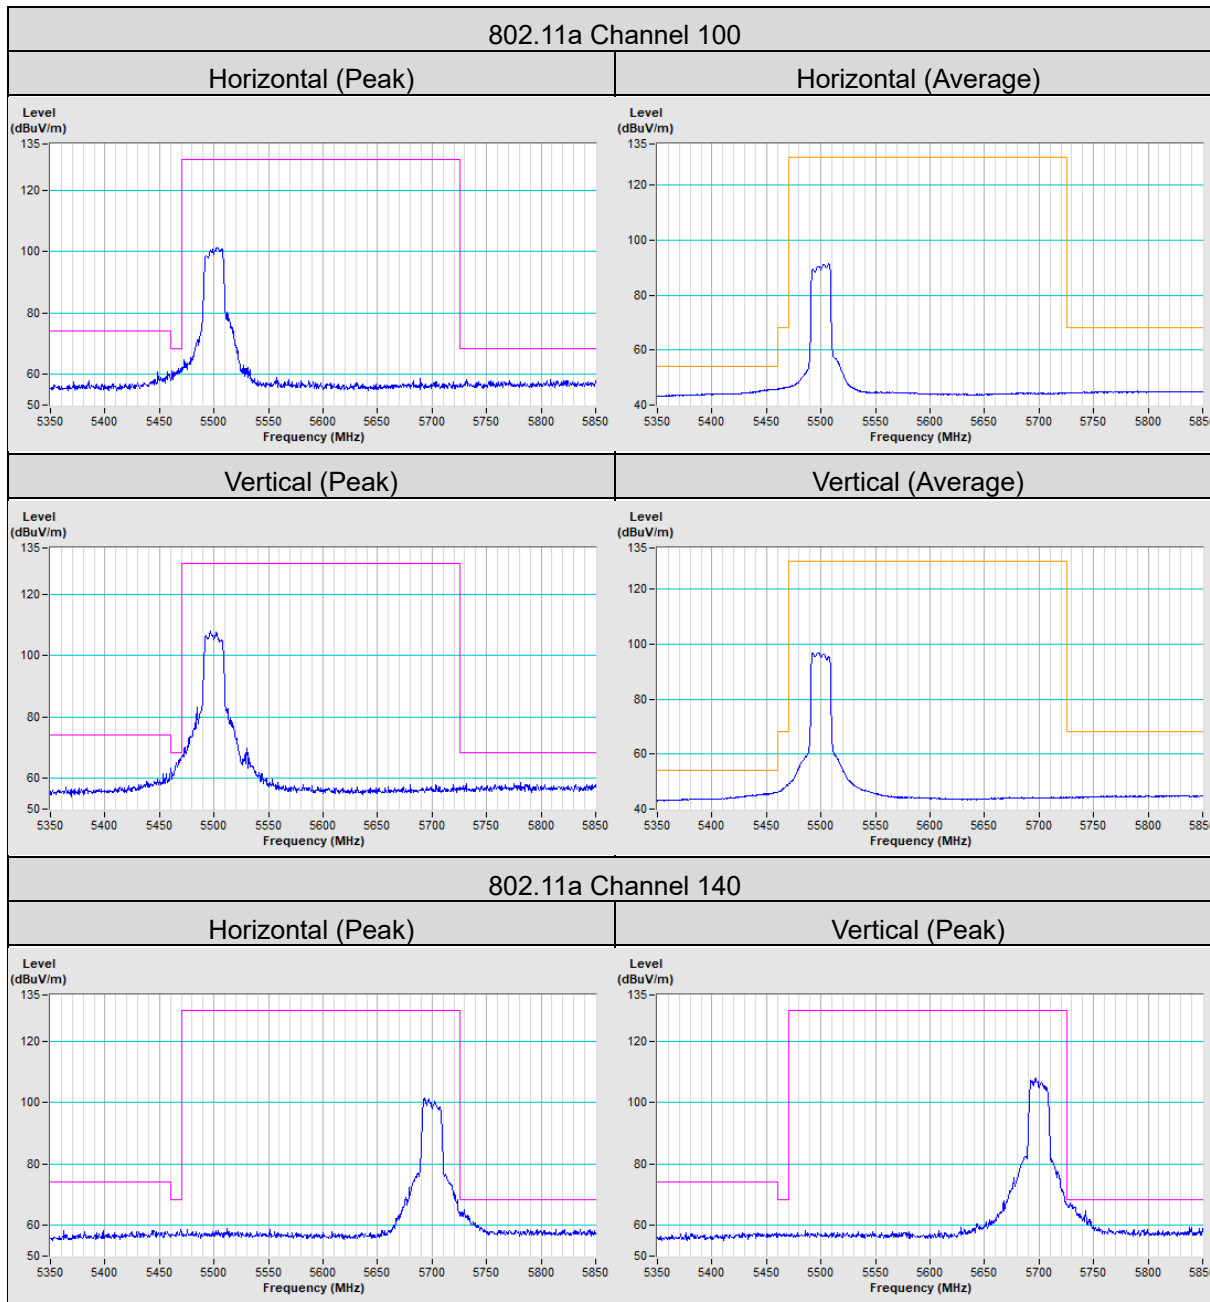 802.11a Channel 100
Horizontal (Peak) Horizontal (Average)
Level
(dBuV/m)
135
120
100
80
60
50
5350 5400 5450 5500 5550 5600 5650 5700 5750 5800 5850
Frequency (MHz)
Level
(dBuV/m)
135
120
100
80
60
40
5350 5400 5450 5500 5550 5600 5650 5700 5750 5800 5850
Frequency (MHz)
Vertical (Peak) Vertical (Average)
Level
(dBuV/m)
135
120
100
80
60
50
5350 5400 5450 5500 5550 5600 5650 5700 5750 5800 5850
Frequency (MHz)
Level
(dBuV/m)
135
120
100
80
60
40
5350 5400 5450 5500 5550 5600 5650 5700 5750 5800 5850
Frequency (MHz)
802.11a Channel 140
Horizontal (Peak) Vertical (Peak)
Level
(dBuV/m)
135
120
100
80
60
50
5350 5400 5450 5500 5550 5600 5650 5700 5750 5800 5850
Frequency (MHz)
Level
(dBuV/m)
135
120
100
80
60
50
5350 5400 5450 5500 5550 5600 5650 5700 5750 5800 5850
Frequency (MHz)